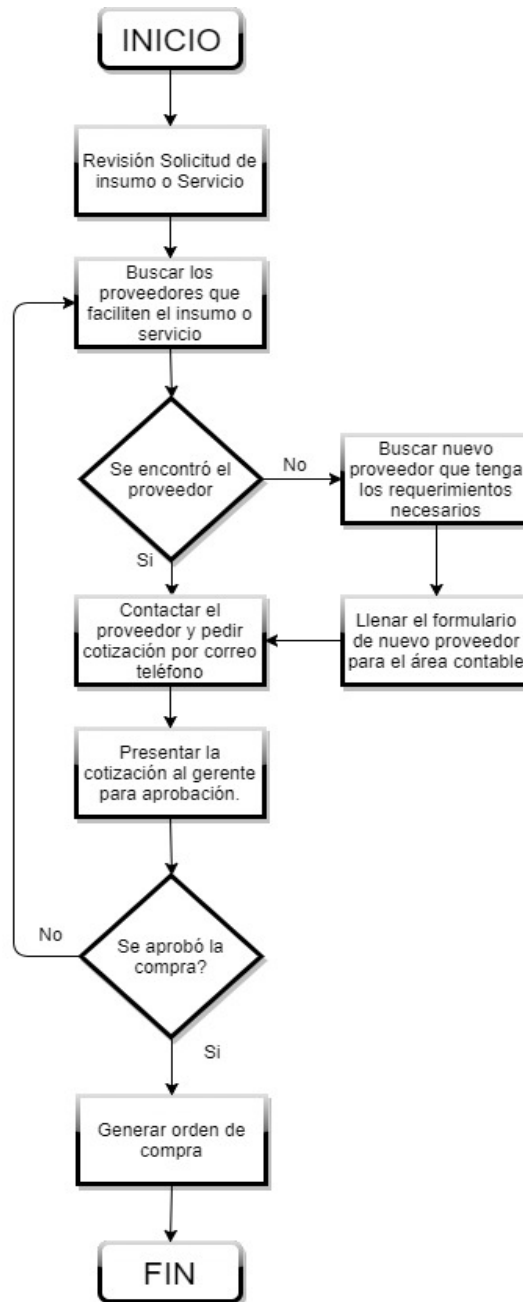 INICIO
Revisión Solicitud de
insumo o Servicio
Buscar los
proveedores que
faciliten el insumo o
servicio
Se encontró el
proveedor
No
Buscar nuevo
proveedor que tenga
los requerimientos
necesarios
Si
Llenar el formulario
de nuevo proveedor
para el área contable
Contactar el
proveedor y pedir
cotización por correo
teléfono
Presentar la
cotización al gerente
para aprobación.
Se aprobó la
compra?
No
Si
Generar orden de
compra
FIN